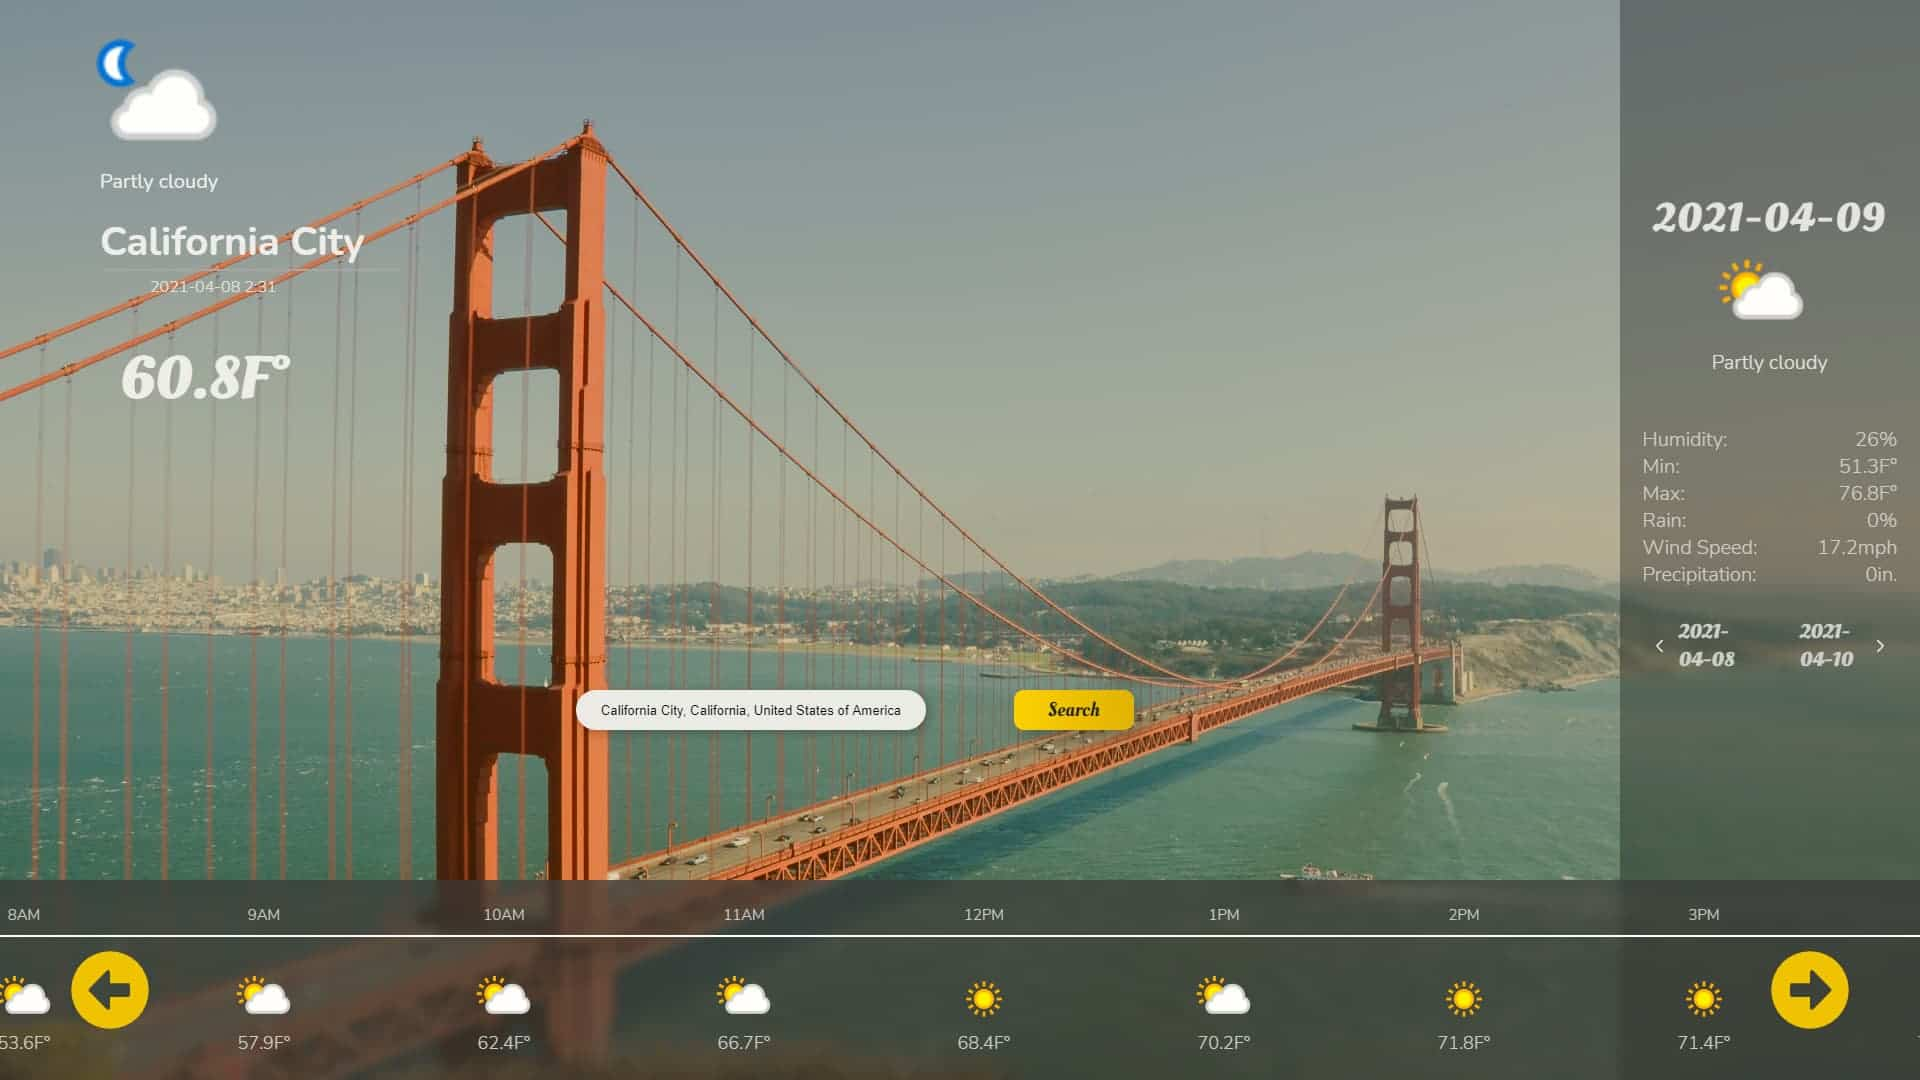 Partly cloudy
California City
2021-04-08 2:31
60.8F°
2021-04-09
Partly cloudy
Humidity: 26%
Min: 51.3F°
Max: 76.8F°
Rain: 0%
Wind Speed: 17.2mph
Precipitation: 0in.
‹ 2021-04-08 2021-04-10 ›
California City, California, United States of America
Search
8AM 9AM 10AM 11AM 12PM 1PM 2PM 3PM
53.6F° 57.9F° 62.4F° 66.7F° 68.4F° 70.2F° 71.8F° 71.4F°